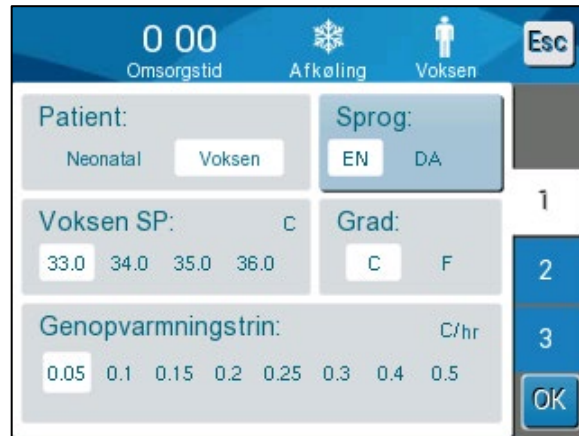 0 00
Omsorgstid
Afkøling
Voksen
Esc
Patient:
Neonatal Voksen
Sprog:
EN DA
Voksen SP: C
33.0 34.0 35.0 36.0
Grad:
C F
Genopvarmningstrin: C/hr
0.05 0.1 0.15 0.2 0.25 0.3 0.4 0.5
1
2
3
OK